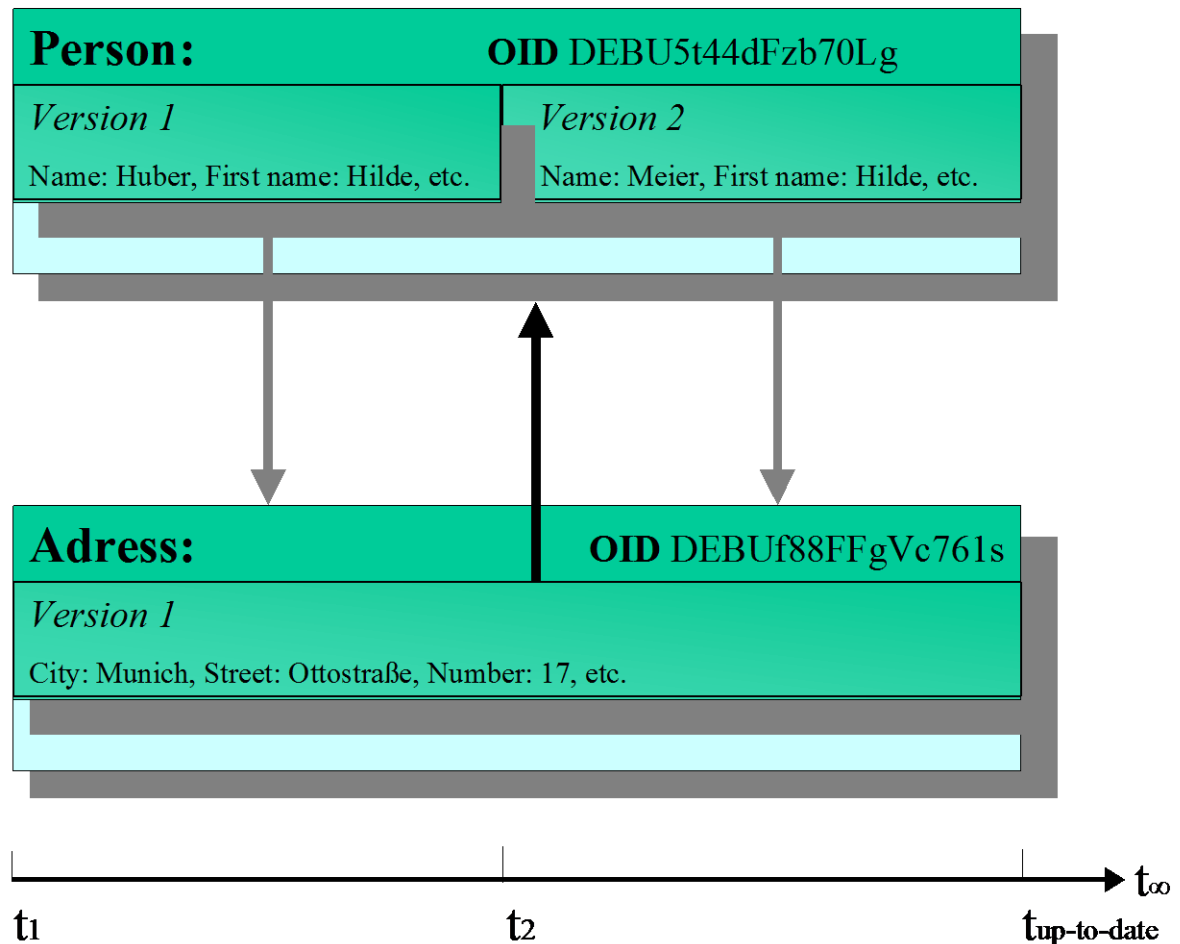 Person: OID DEBU5t44dFzb70Lg
Version 1
Name: Huber, First name: Hilde, etc.
Version 2
Name: Meier, First name: Hilde, etc.
Adress: OID DEBUf88FFgVc761s
Version 1
City: Munich, Street: Ottostraße, Number: 17, etc.
t∞
t1 t2 tup-to-date